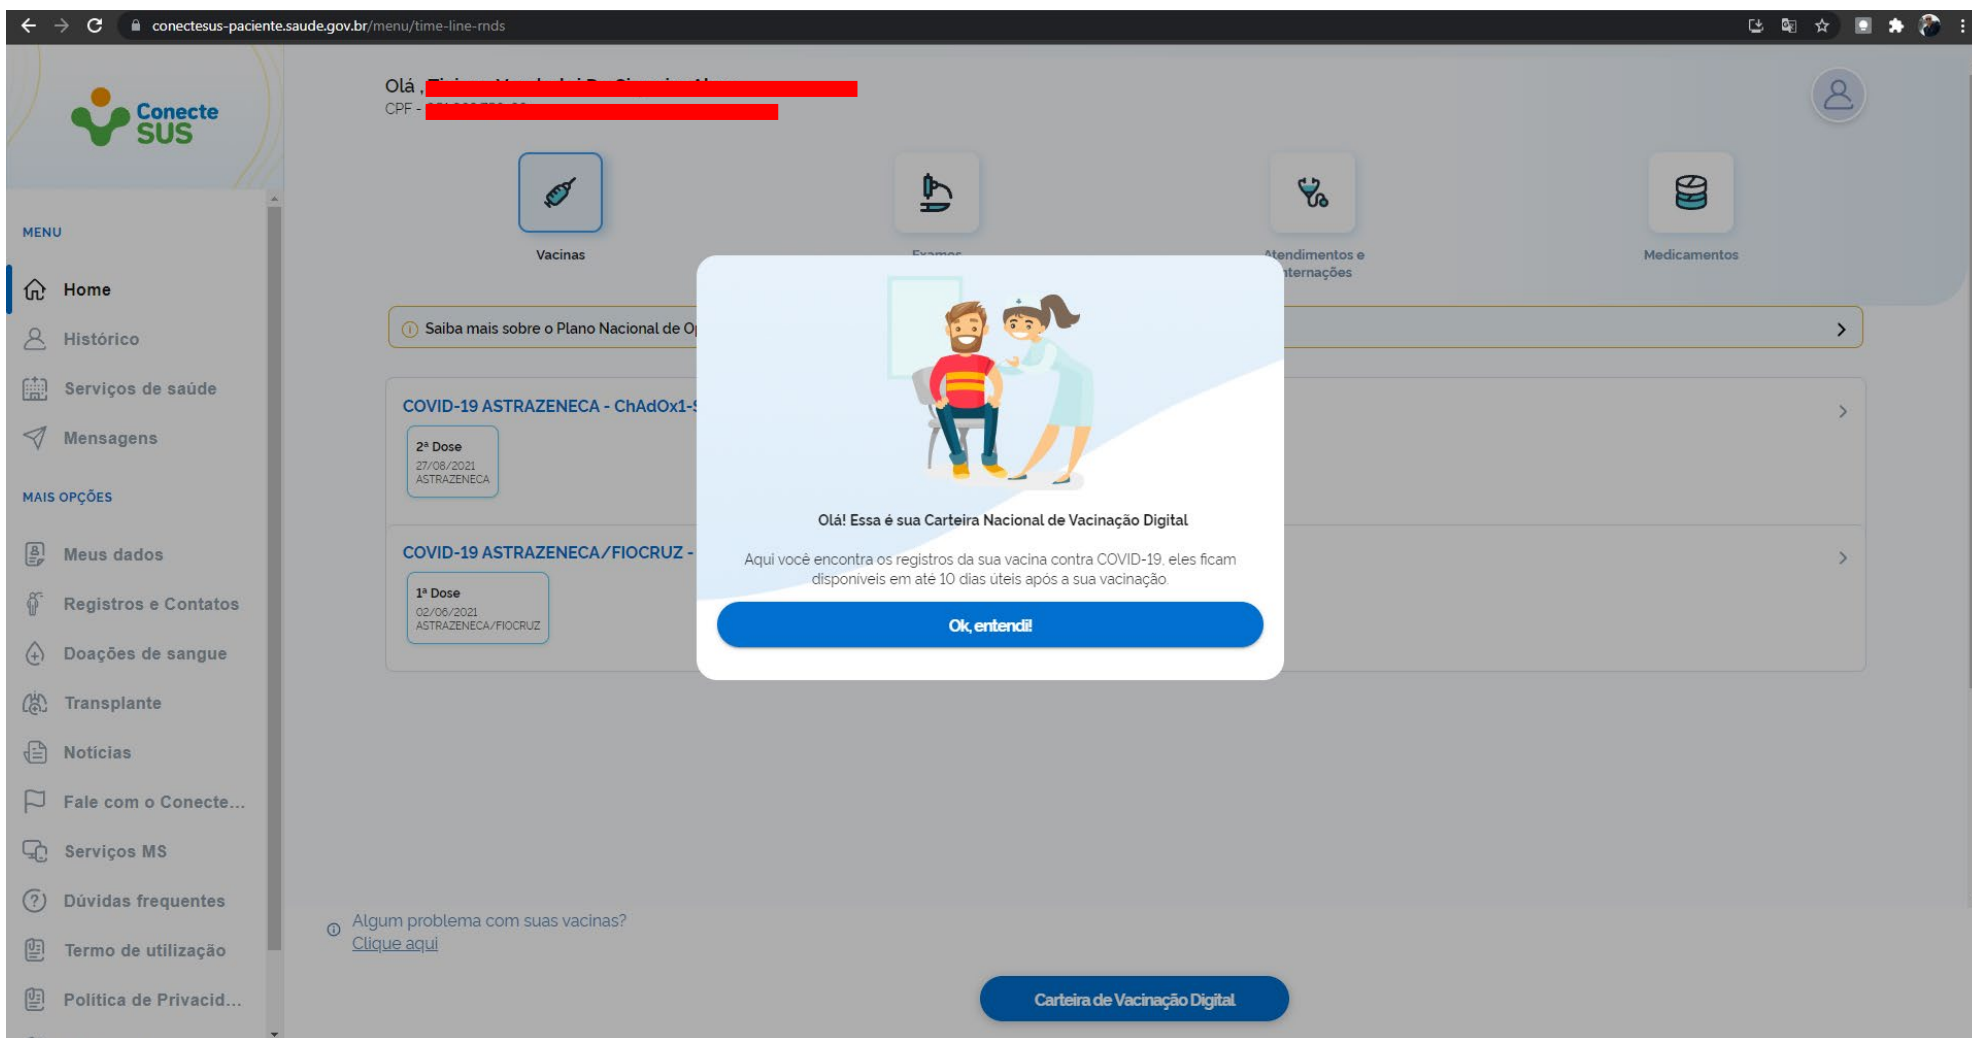 conectesus-paciente.saude.gov.br/menu/time-line-rnds
Conecte
SUS
Olá ,
CPF -
Vacinas
Exames
Atendimentos e
Internações
Medicamentos
MENU
Home
Histórico
Serviços de saúde
Mensagens
MAIS OPÇÕES
Meus dados
Registros e Contatos
Doações de sangue
Transplante
Notícias
Fale com o Conecte...
Serviços MS
Dúvidas frequentes
Termo de utilização
Política de Privacid...
Saiba mais sobre o Plano Nacional de
COVID-19 ASTRAZENECA - ChAdOx1-
2ª Dose
27/08/2021
ASTRAZENECA
COVID-19 ASTRAZENECA/FIOCRUZ -
1ª Dose
02/06/2021
ASTRAZENECA/FIOCRUZ
Olá! Essa é sua Carteira Nacional de Vacinação Digital
Aqui você encontra os registros da sua vacina contra COVID-19, eles ficam
disponíveis em até 10 dias úteis após a sua vacinação.
Ok, entendi!
Algum problema com suas vacinas?
Clique aqui
Carteira de Vacinação Digital